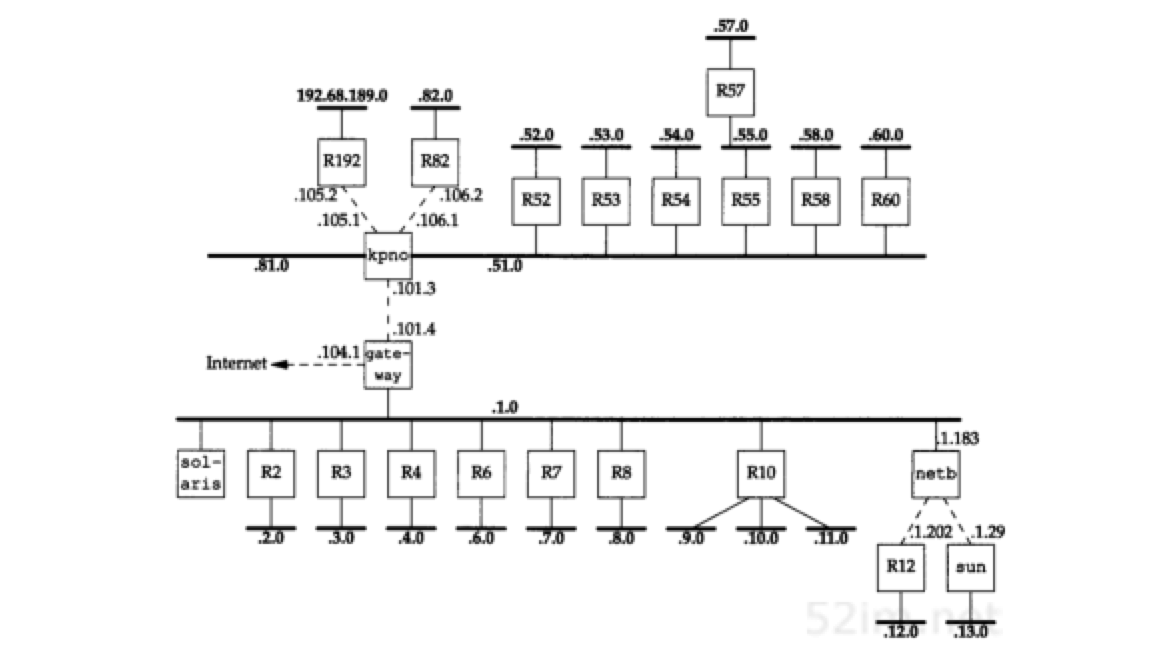 .57.0
R57
192.68.189.0 .82.0
.52.0 .53.0 .54.0 .55.0 .58.0 .60.0
R192 R82
R52 R53 R54 R55 R58 R60
.105.2 .106.2
.105.1 .106.1
kpno
.81.0 .51.0
.101.3
.101.4
Internet .104.1 gate-
way
.1.0
.1.183
sol-
aris
R2 R3 R4 R6 R7 R8 R10 netb
.2.0 .3.0 .4.0 .6.0 .7.0 .8.0 .9.0 .10.0 .11.0
.1.202 .1.29
R12 sun
52im.net
.12.0 .13.0